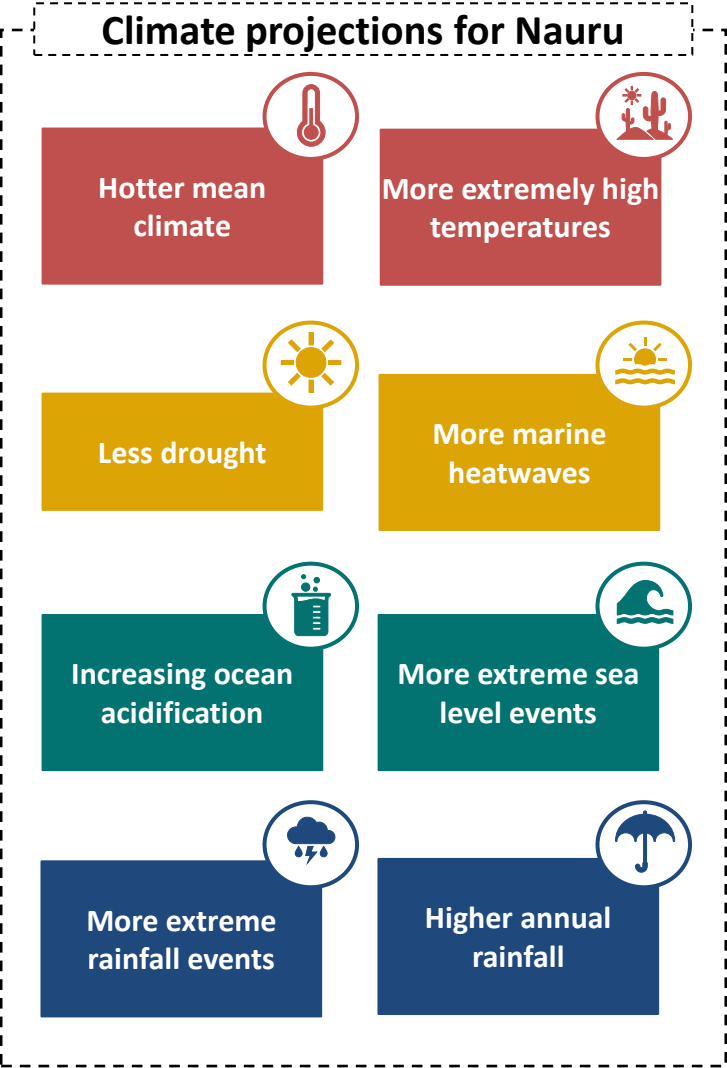 Climate projections for Nauru
Hotter mean
climate
More extremely high
temperatures
Less drought
More marine
heatwaves
Increasing ocean
acidification
More extreme sea
level events
More extreme
rainfall events
Higher annual
rainfall